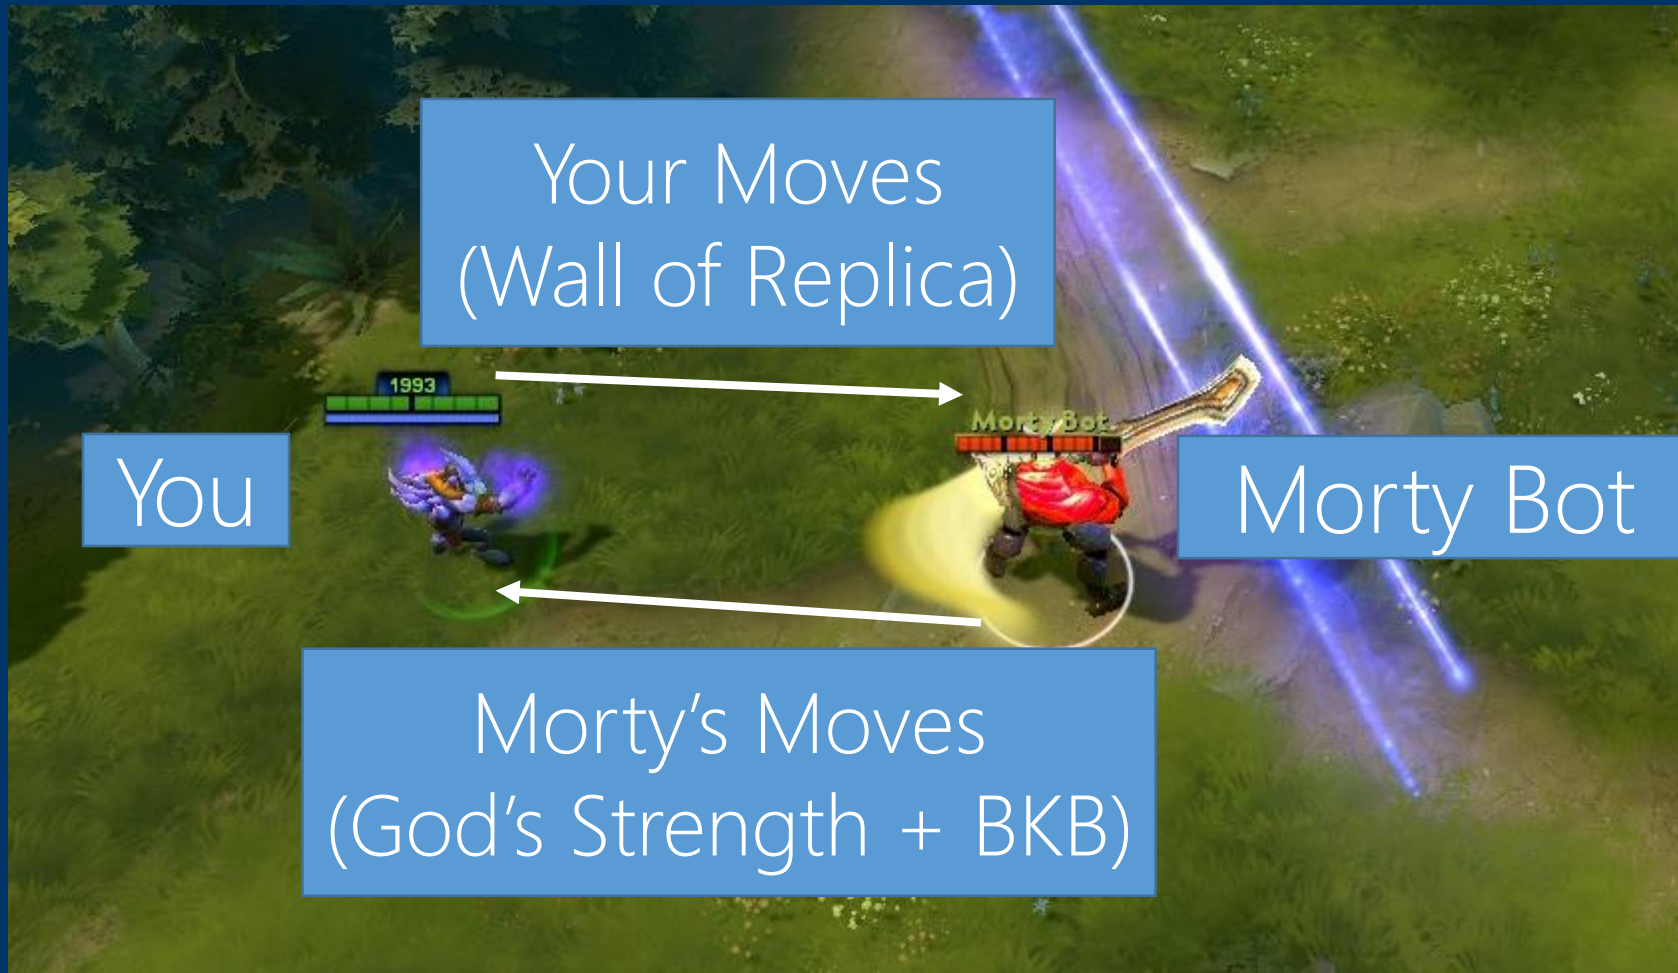 Your Moves
(Wall of Replica)
1993
Morty Bot
You
Morty Bot
Morty’s Moves
(God’s Strength + BKB)